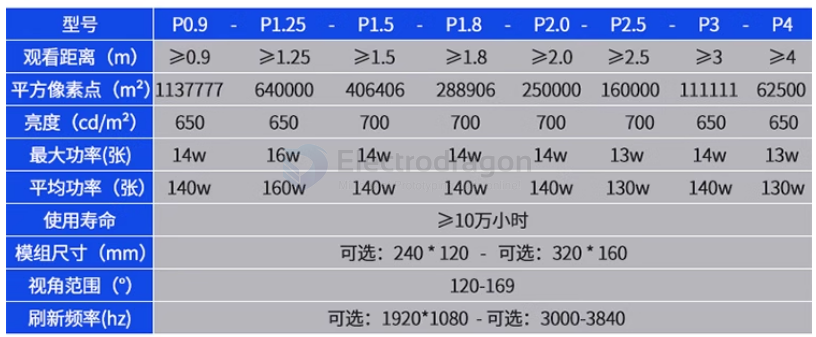 型号 P0.9 - P1.25 - P1.5 - P1.8 - P2.0 - P2.5 - P3 - P4
观看距离（m） ≥0.9 ≥1.25 ≥1.5 ≥1.8 ≥2.0 ≥2.5 ≥3 ≥4
平方像素点（m²） 1137777 640000 406406 288906 250000 160000 111111 62500
亮度（cd/m²） 650 650 700 700 700 700 650 650
最大功率(张) 14w 16w 14w 14w 14w 13w 14w 13w
平均功率（张） 140w 160w 140w 140w 140w 130w 140w 130w
使用寿命 ≥10万小时
模组尺寸（mm） 可选：240*120 - 可选：320*160
视角范围（°） 120-169
刷新频率(hz) 可选：1920*1080 - 可选：3000-3840
Electrodragon